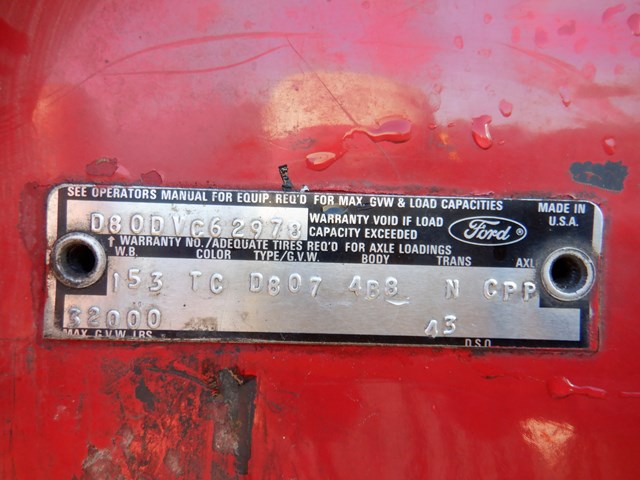 SEE OPERATORS MANUAL FOR EQUIP. REQ'D FOR MAX. GVW & LOAD CAPACITIES
D80DVC62978
WARRANTY VOID IF LOAD
CAPACITY EXCEEDED
Ford
MADE IN
U.S.A.
† WARRANTY NO./ADEQUATE TIRES REQ'D FOR AXLE LOADINGS
W.B. COLOR TYPE/G.V.W. BODY TRANS AXL
153 TC D807 4B8 N CPP
32000 43
MAX. G.V.W. LBS D.S.O.